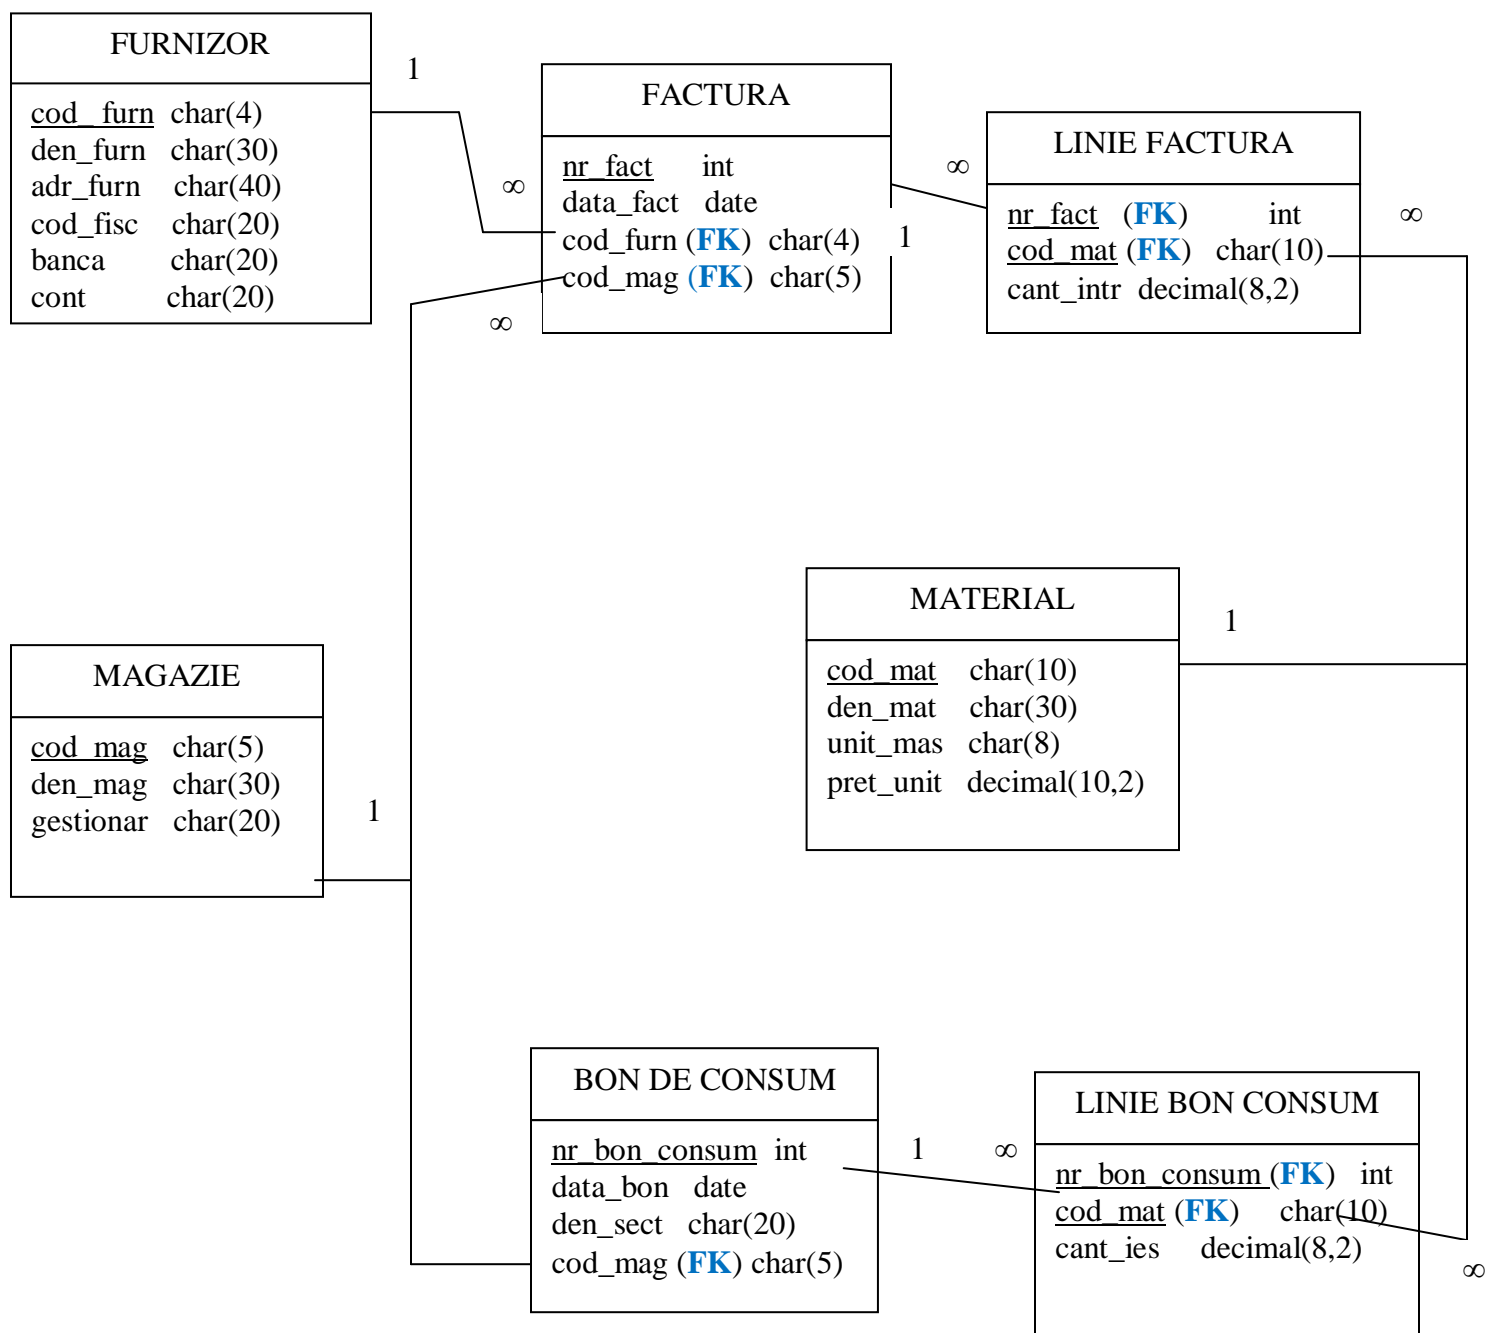 FURNIZOR
cod_ furn char(4)
den_furn char(30)
adr_furn char(40)
cod_fisc char(20)
banca char(20)
cont char(20)
1
∞
FACTURA
nr_fact int
data_fact date
cod_furn (FK) char(4)
cod_mag (FK) char(5)
∞
1
∞
LINIE FACTURA
nr_fact (FK) int
cod_mat (FK) char(10)
cant_intr decimal(8,2)
∞
MATERIAL
cod_mat char(10)
den_mat char(30)
unit_mas char(8)
pret_unit decimal(10,2)
1
MAGAZIE
cod_mag char(5)
den_mag char(30)
gestionar char(20)
1
BON DE CONSUM
nr_bon_consum int
data_bon date
den_sect char(20)
cod_mag (FK) char(5)
1
∞
LINIE BON CONSUM
nr_bon_consum (FK) int
cod_mat (FK) char(10)
cant_ies decimal(8,2)
∞